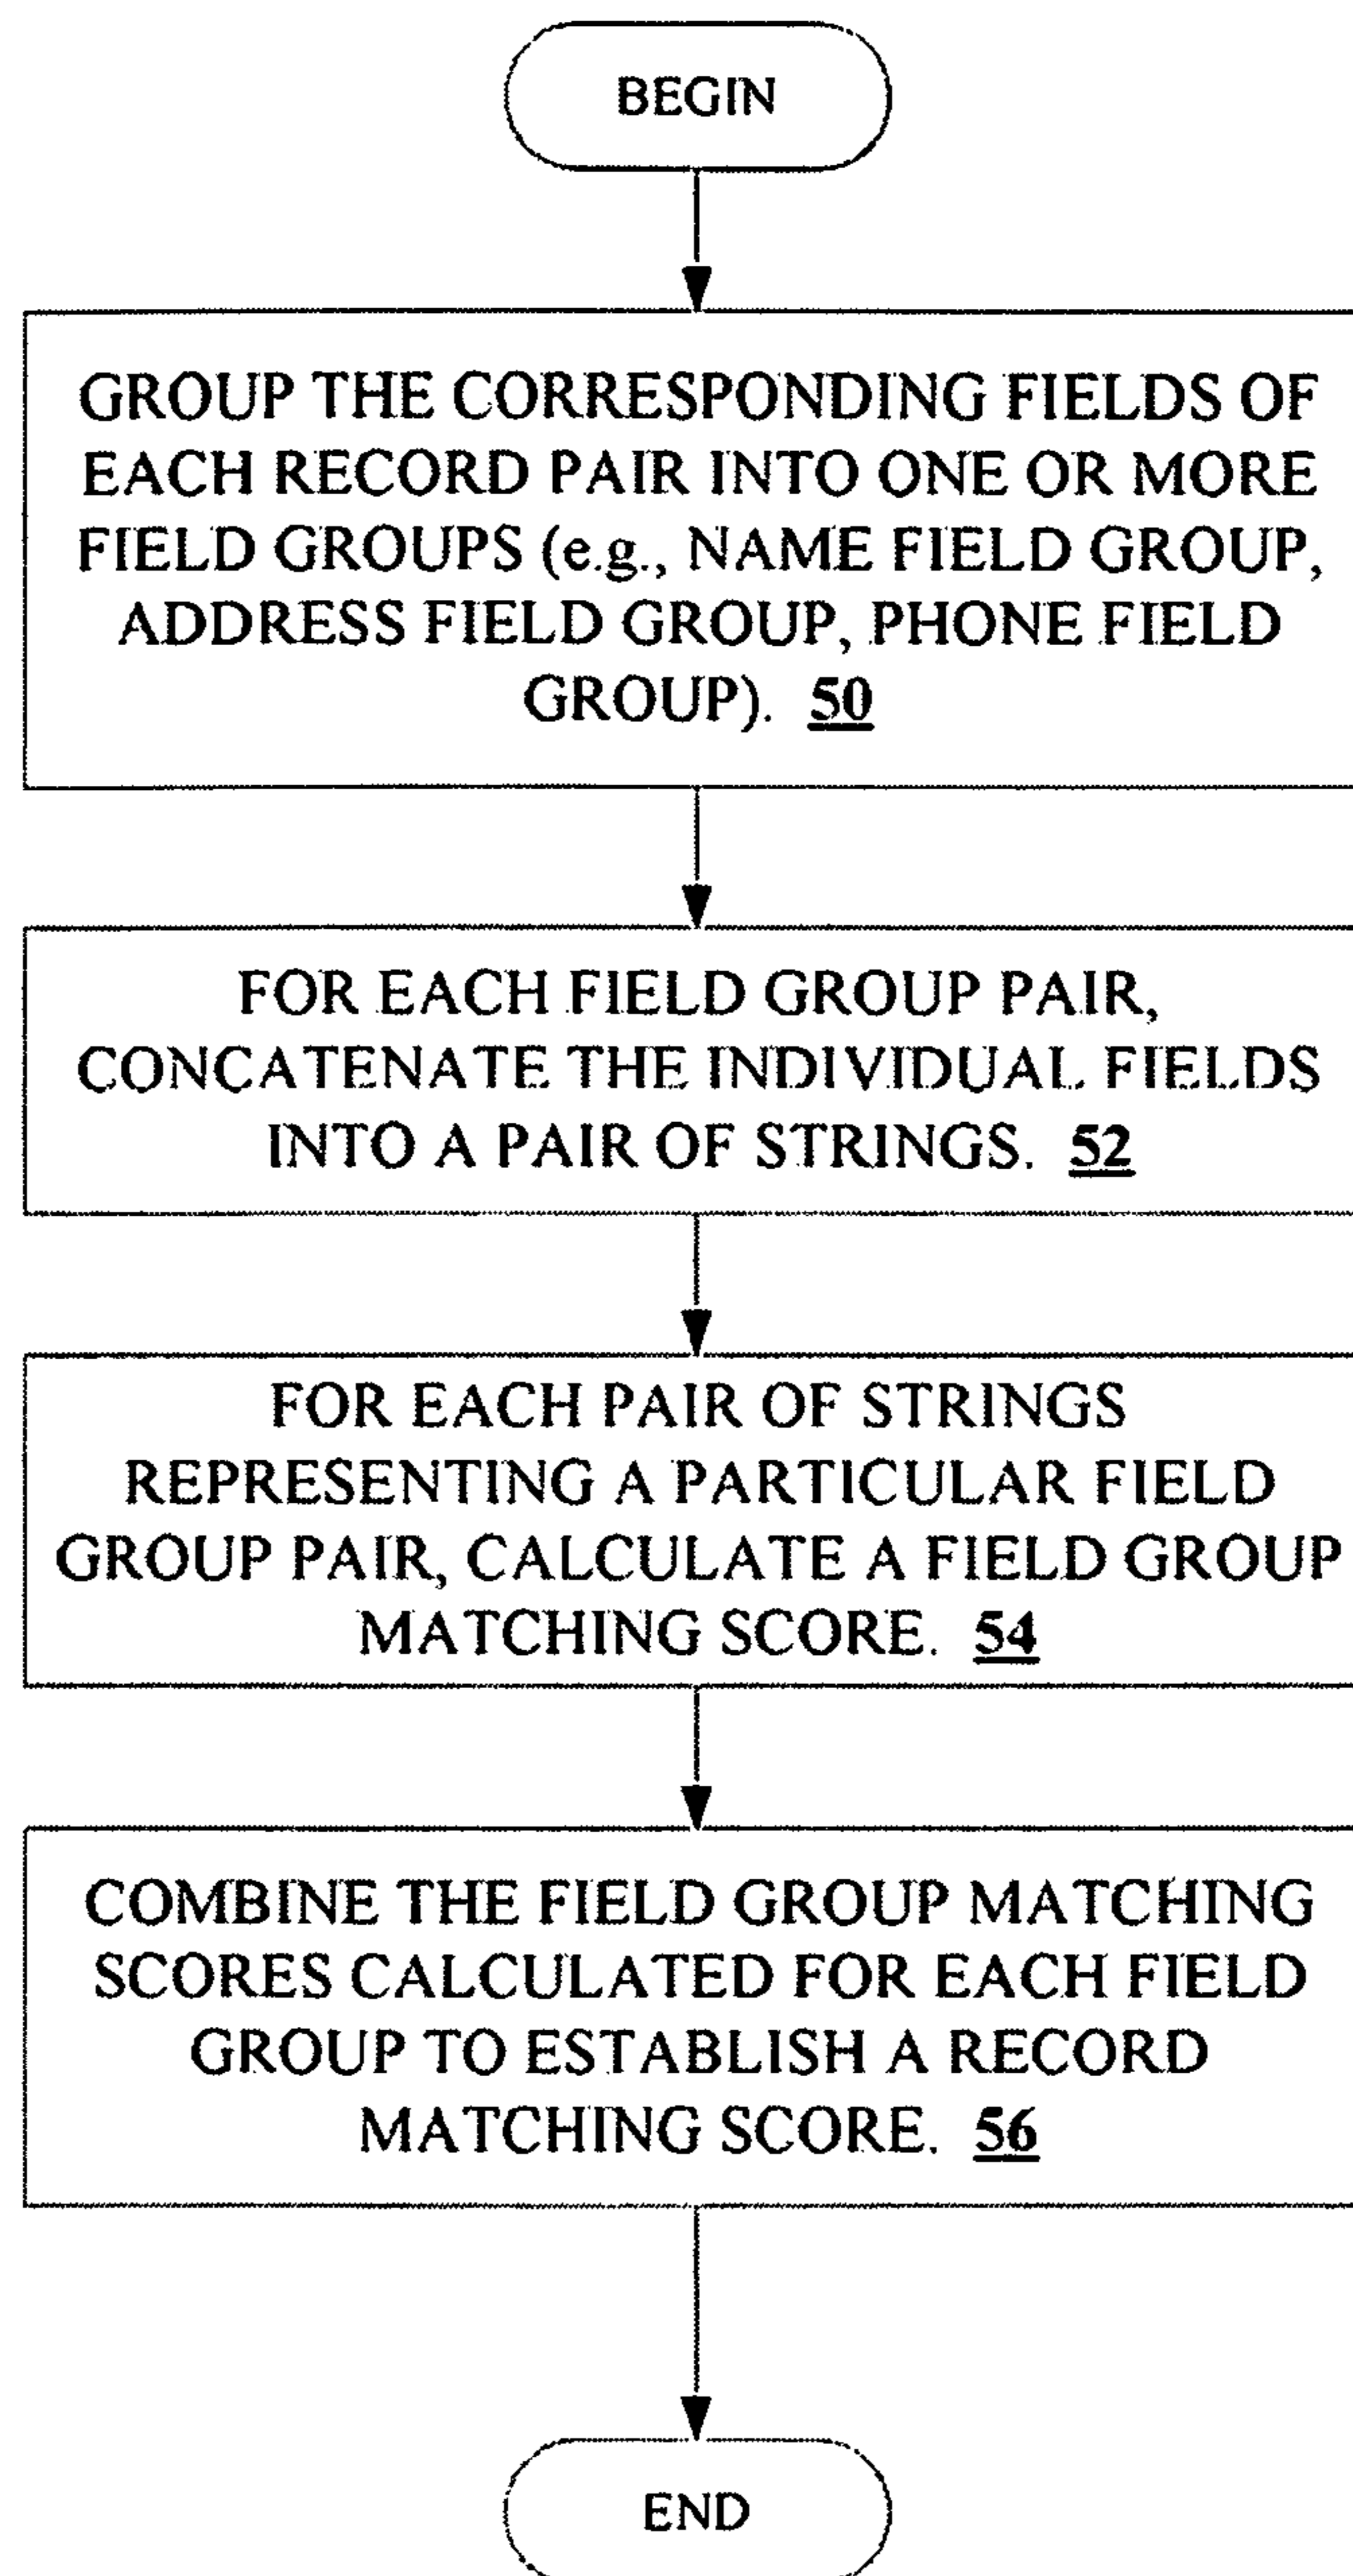 BEGIN
GROUP THE CORRESPONDING FIELDS OF
EACH RECORD PAIR INTO ONE OR MORE
FIELD GROUPS (e.g., NAME FIELD GROUP,
ADDRESS FIELD GROUP, PHONE FIELD
GROUP). 50
FOR EACH FIELD GROUP PAIR,
CONCATENATE THE INDIVIDUAL FIELDS
INTO A PAIR OF STRINGS. 52
FOR EACH PAIR OF STRINGS
REPRESENTING A PARTICULAR FIELD
GROUP PAIR, CALCULATE A FIELD GROUP
MATCHING SCORE. 54
COMBINE THE FIELD GROUP MATCHING
SCORES CALCULATED FOR EACH FIELD
GROUP TO ESTABLISH A RECORD
MATCHING SCORE. 56
END